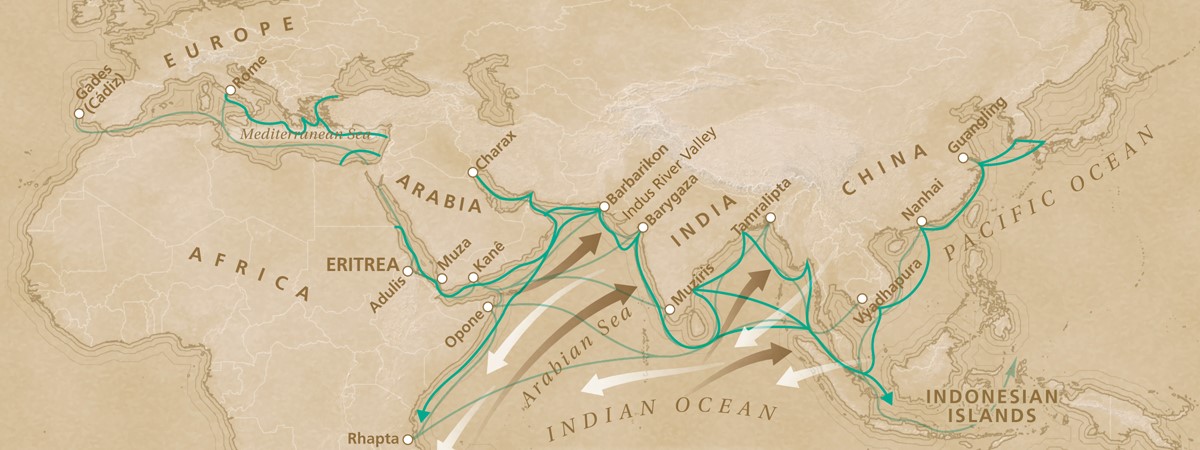 EUROPE
Gades
(Cádiz)
Rome
Mediterranean Sea
Charax
ARABIA
Barbarikon
Indus River Valley
Barygaza
INDIA
Tamralipta
CHINA
Guangling
Nanhai
PACIFIC OCEAN
AFRICA
ERITREA
Adulis
Muza
Kanê
Opone
Muziris
Vyadhapura
Arabian Sea
INDIAN OCEAN
INDONESIAN
ISLANDS
Rhapta